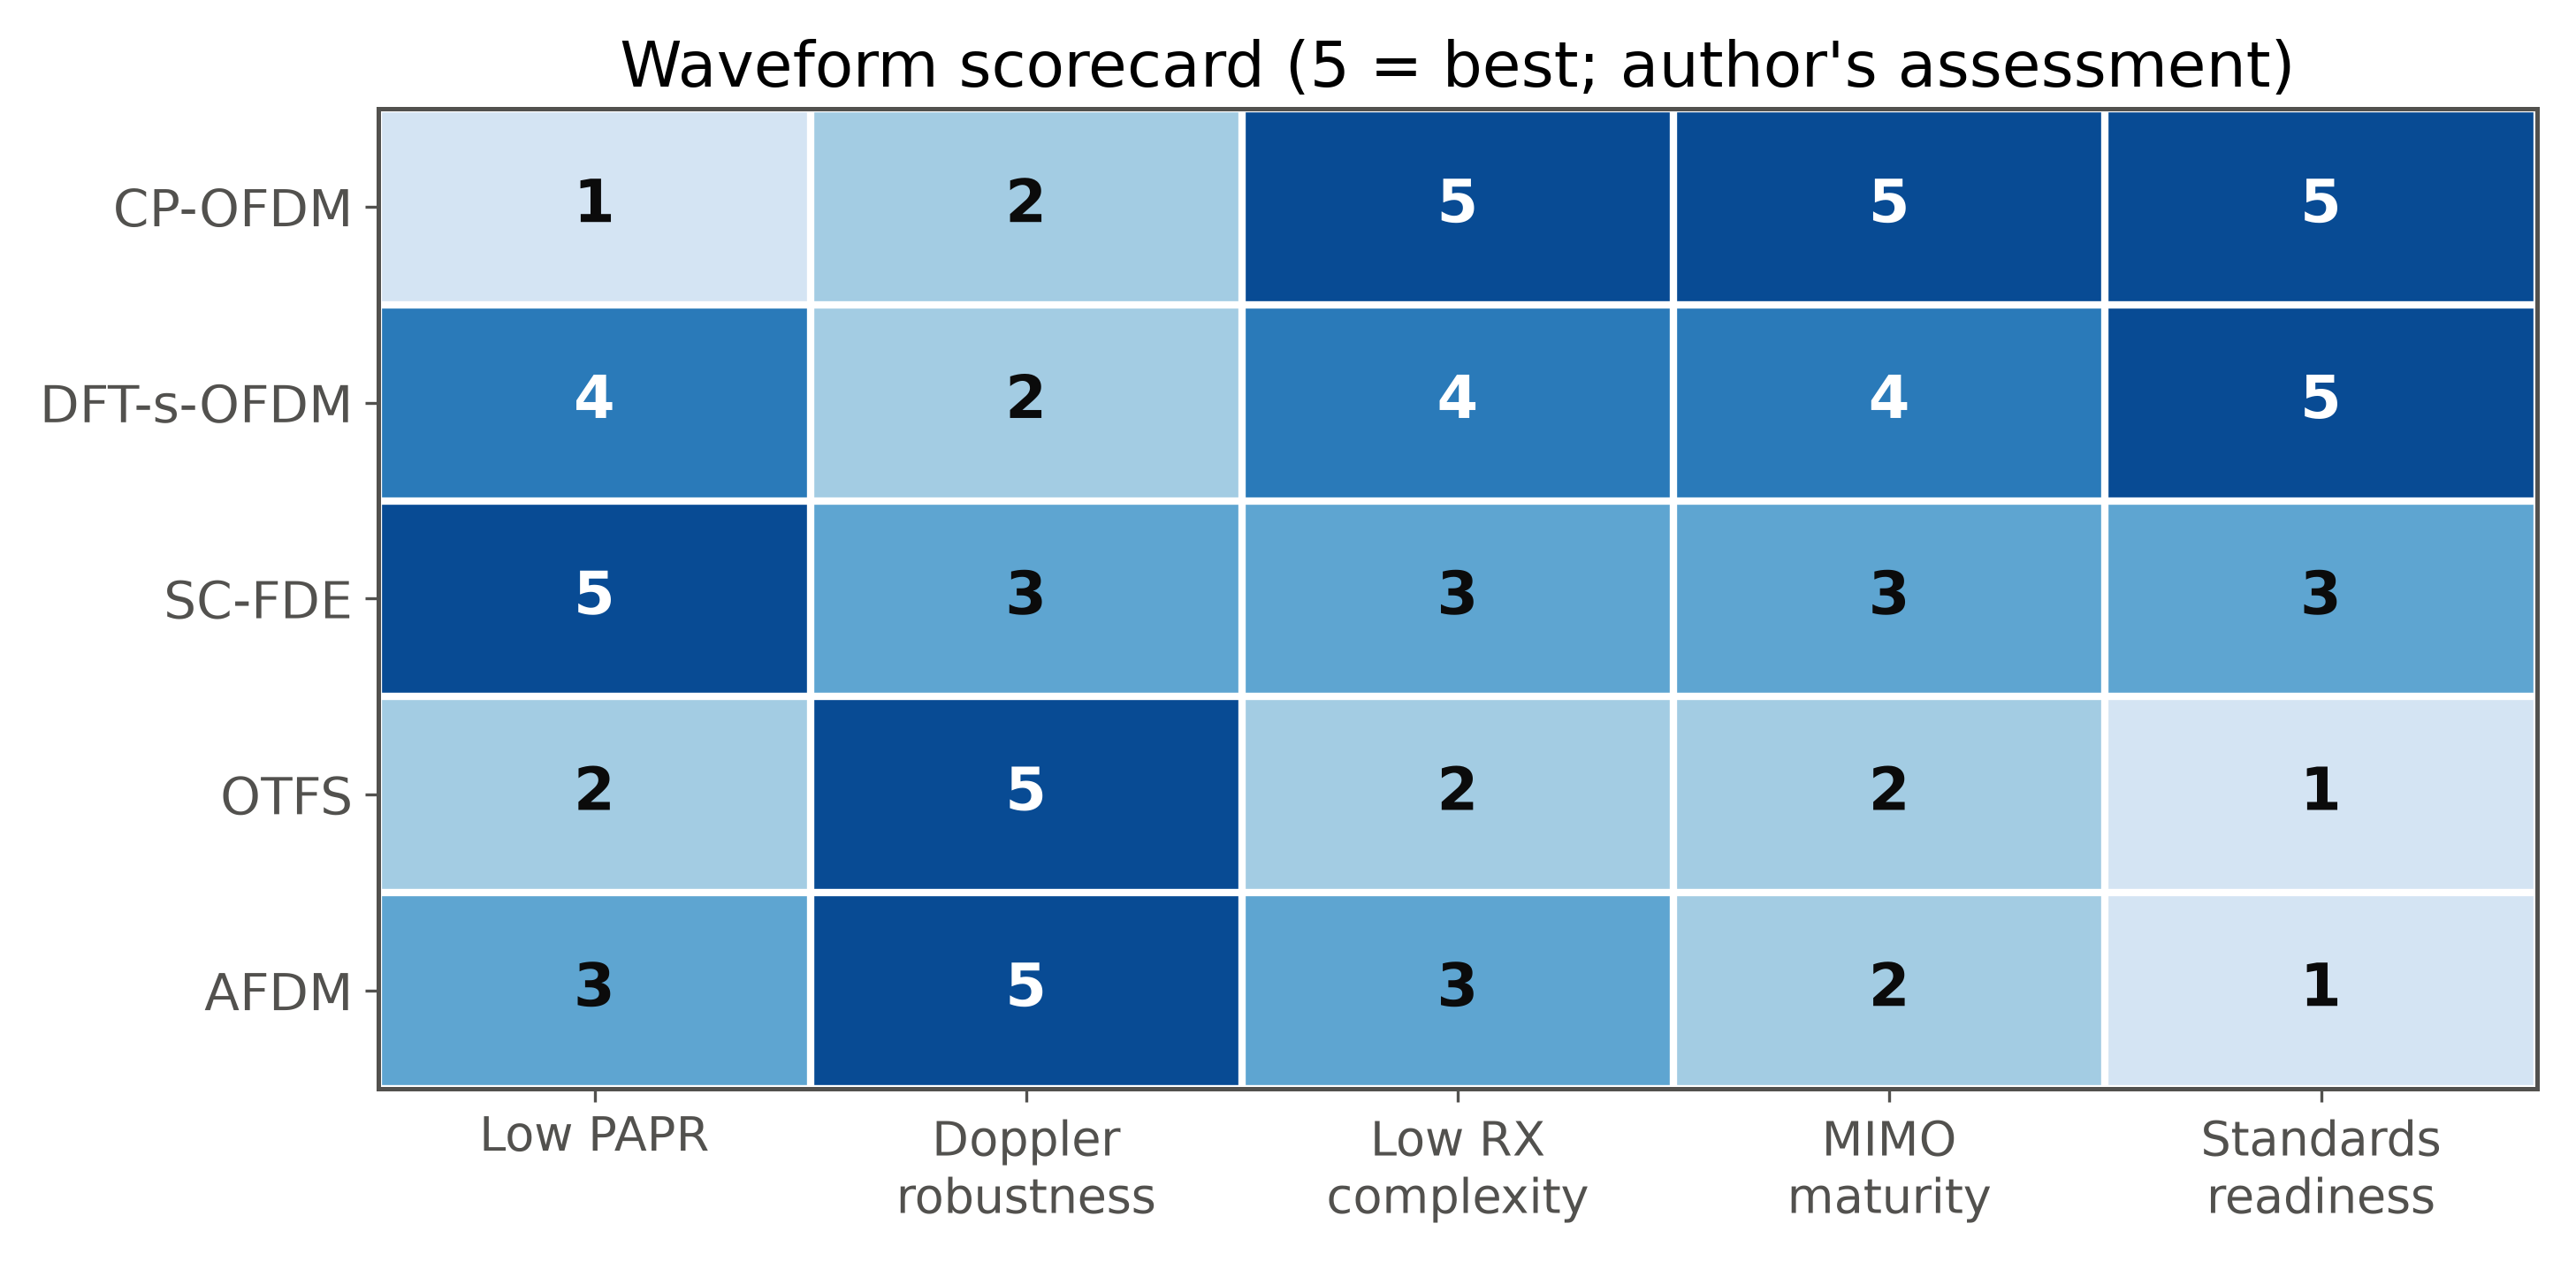 Waveform scorecard (5 = best; author's assessment)
CP-OFDM 1 2 5 5 5
DFT-s-OFDM 4 2 4 4 5
SC-FDE 5 3 3 3 3
OTFS 2 5 2 2 1
AFDM 3 5 3 2 1
Low PAPR Doppler Low RX MIMO Standards
robustness complexity maturity readiness